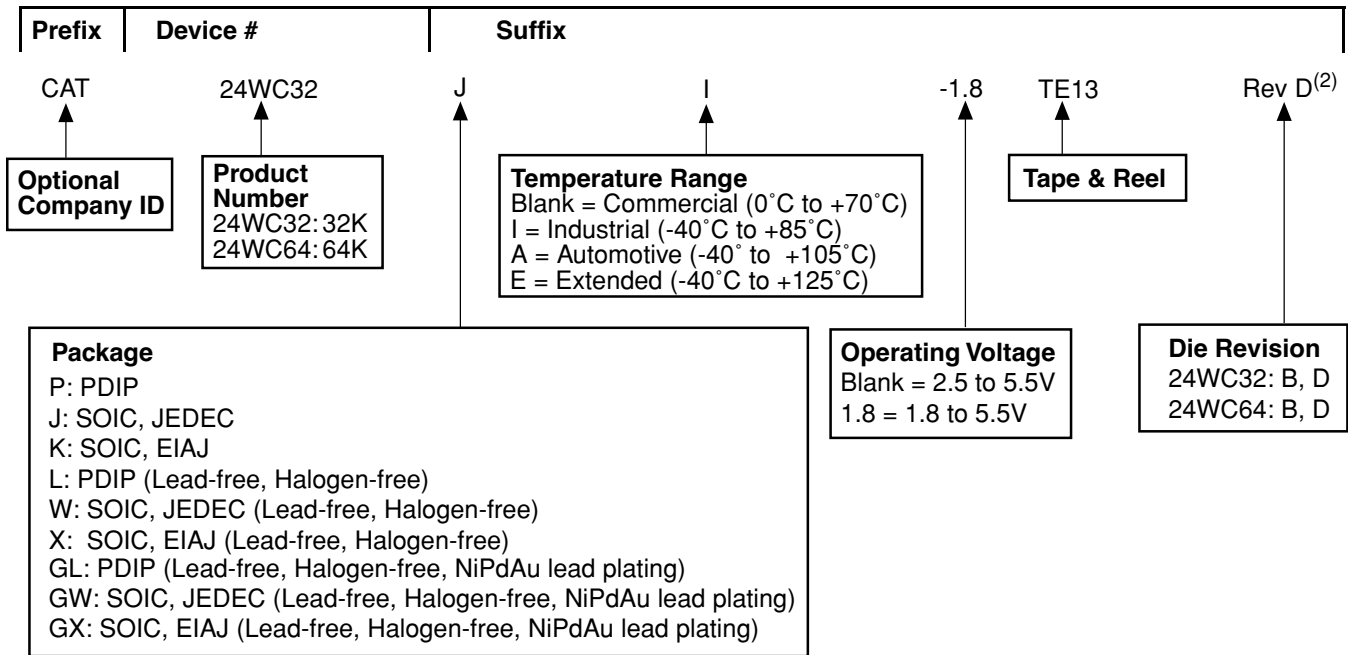 Prefix Device # Suffix
CAT 24WC32 J I -1.8 TE13 Rev D(2)
Optional
Company ID
Product
Number
24WC32: 32K
24WC64: 64K
Temperature Range
Blank = Commercial (0˚C to +70˚C)
I = Industrial (-40˚C to +85˚C)
A = Automotive (-40˚ to +105˚C)
E = Extended (-40˚C to +125˚C)
Tape & Reel
Package
P: PDIP
J: SOIC, JEDEC
K: SOIC, EIAJ
L: PDIP (Lead-free, Halogen-free)
W: SOIC, JEDEC (Lead-free, Halogen-free)
X: SOIC, EIAJ (Lead-free, Halogen-free)
GL: PDIP (Lead-free, Halogen-free, NiPdAu lead plating)
GW: SOIC, JEDEC (Lead-free, Halogen-free, NiPdAu lead plating)
GX: SOIC, EIAJ (Lead-free, Halogen-free, NiPdAu lead plating)
Operating Voltage
Blank = 2.5 to 5.5V
1.8 = 1.8 to 5.5V
Die Revision
24WC32: B, D
24WC64: B, D